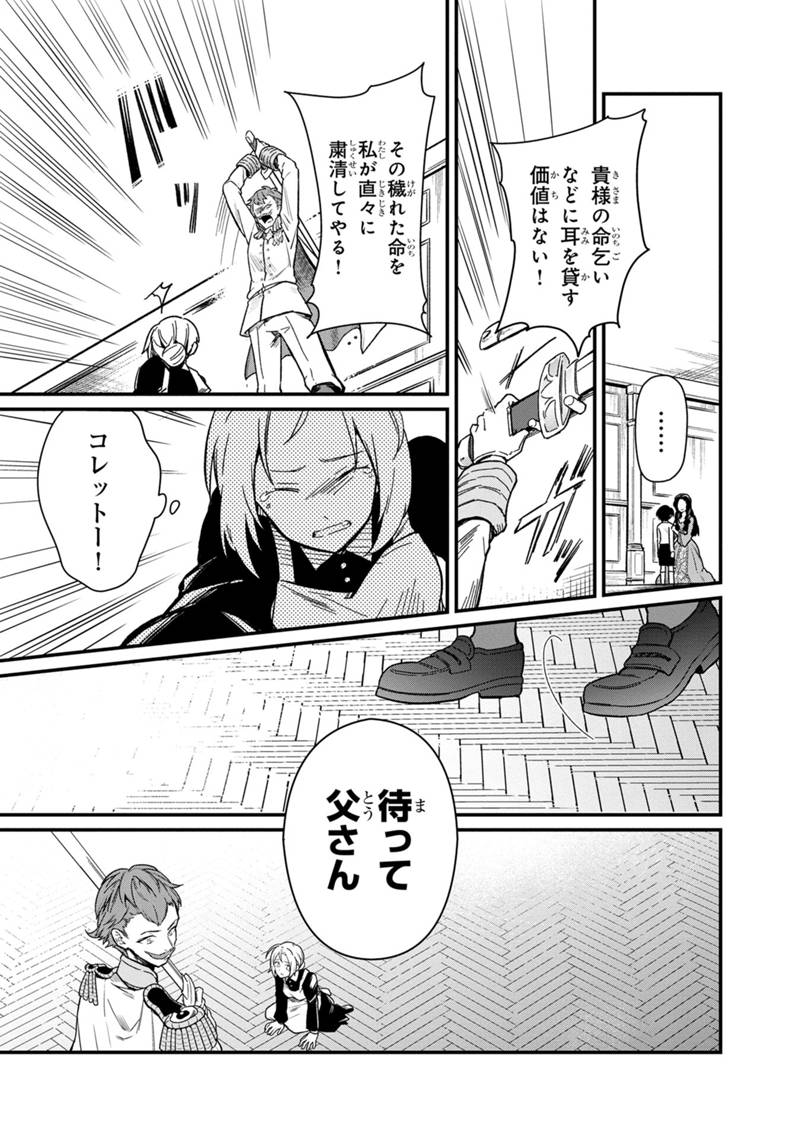 貴様の命乞い
などに耳を貸す
価値はない！
……
その穢れた命を
私が直々に
粛清してやる！
コレットー！
待って
父さん